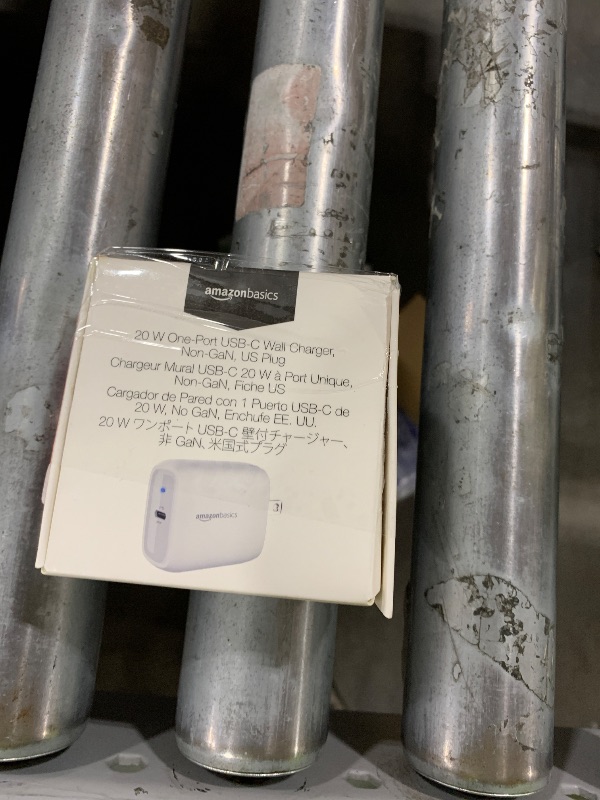 amazonbasics
20 W One-Port USB-C Wall Charger,
Non-GaN, US Plug
Chargeur Mural USB-C 20 W à Port Unique,
Non-GaN, Fiche US
Cargador de Pared con 1 Puerto USB-C de
20 W, No GaN, Enchufe EE. UU.
20 W ワンポート USB-C 壁付チャージャー、
非 GaN、米国式プラグ
amazonbasics